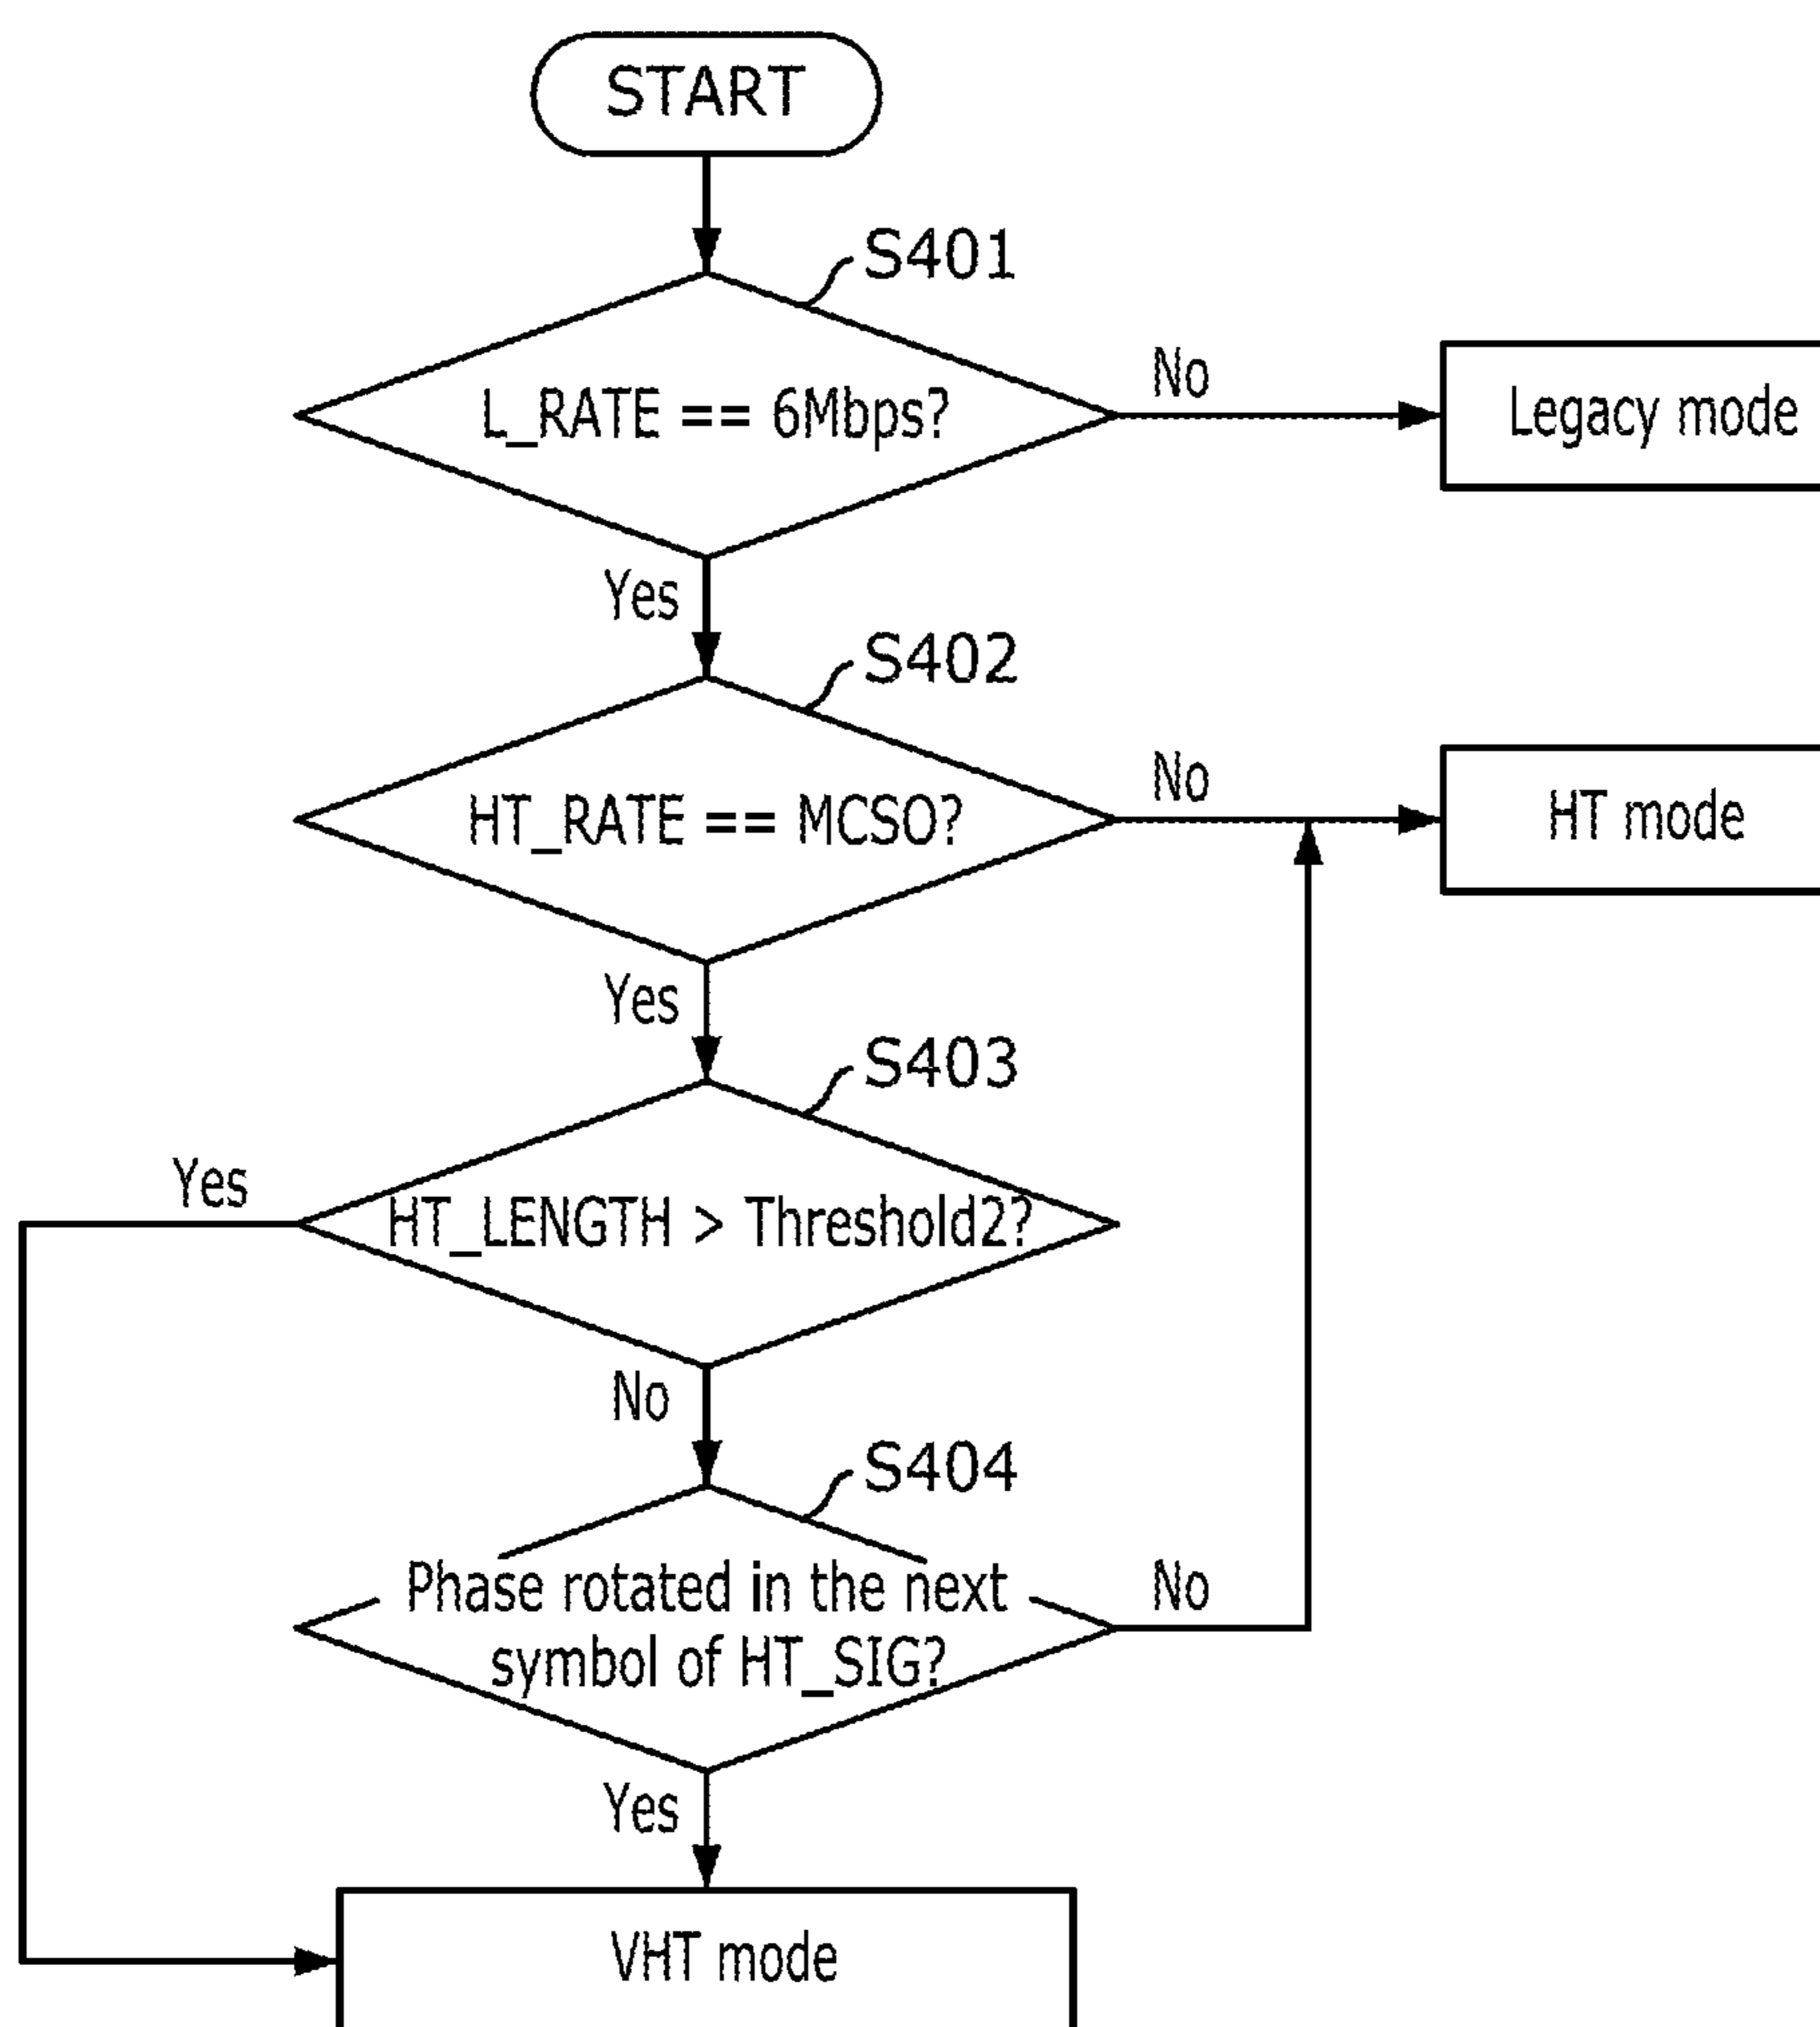 START
S401
L_RATE == 6Mbps?
No
Legacy mode
Yes
S402
HT_RATE == MCSO?
No
HT mode
Yes
S403
Yes
HT_LENGTH > Threshold2?
No
S404
Phase rotated in the next
symbol of HT_SIG?
No
Yes
VHT mode